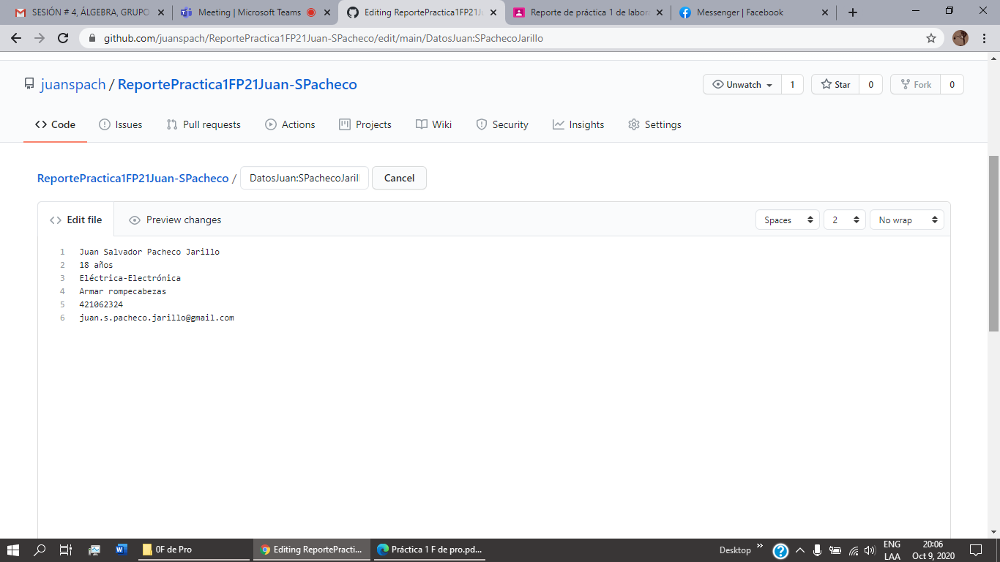 SESIÓN # 4, ÁLGEBRA, GRUPO
Meeting | Microsoft Teams
Editing ReportePractica1FP21Ju
Reporte de práctica 1 de labora
Messenger | Facebook
github.com/juanspach/ReportePractica1FP21Juan-SPacheco/edit/main/DatosJuan:SPachecoJarillo
juanspach / ReportePractica1FP21Juan-SPacheco
Unwatch 1 Star 0 Fork 0
Code Issues Pull requests Actions Projects Wiki Security Insights Settings
ReportePractica1FP21Juan-SPacheco / DatosJuan:SPachecoJaril Cancel
Edit file Preview changes Spaces 2 No wrap
1 Juan Salvador Pacheco Jarillo
2 18 años
3 Eléctrica-Electrónica
4 Armar rompecabezas
5 421062324
6 juan.s.pacheco.jarillo@gmail.com
0F de Pro
Editing ReportePracti...
Práctica 1 F de pro.pd...
Desktop
ENG
LAA
20:06
Oct 9, 2020